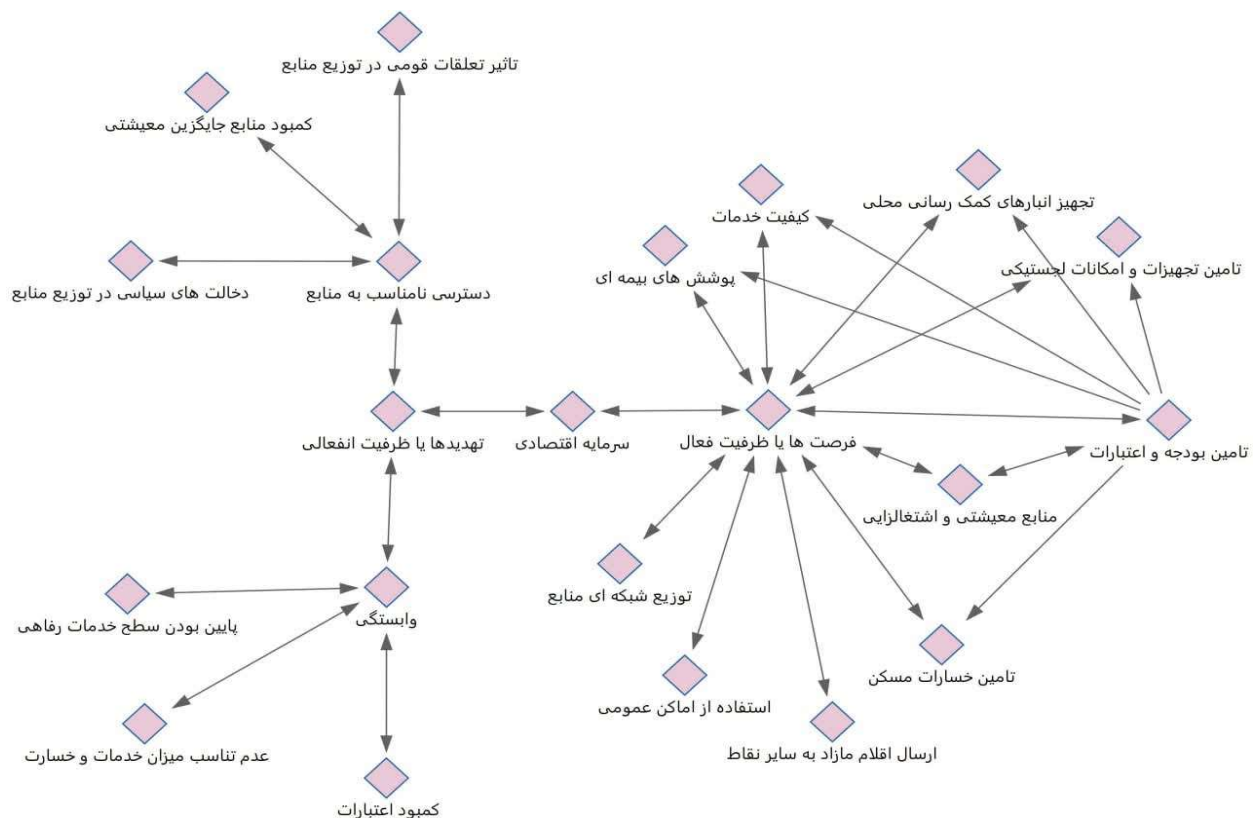 تاثیر تعلقات قومی در توزیع منابع
کمبود منابع جایگزین معیشتی
تجهیز انبارهای کمک رسانی محلی
کیفیت خدمات
تامین تجهیزات و امکانات لجستیکی
پوشش های بیمه ای
دسترسی نامناسب به منابع
دخالت های سیاسی در توزیع منابع
فرصت ها یا ظرفیت فعال
سرمایه اقتصادی
تهدیدها یا ظرفیت انفعالی
تامین بودجه و اعتبارات
منابع معیشتی و اشتغالزایی
توزیع شبکه ای منابع
وابستگی
پایین بودن سطح خدمات رفاهی
تامین خسارات مسکن
استفاده از اماکن عمومی
ارسال اقلام مازاد به سایر نقاط
عدم تناسب میزان خدمات و خسارت
کمبود اعتبارات